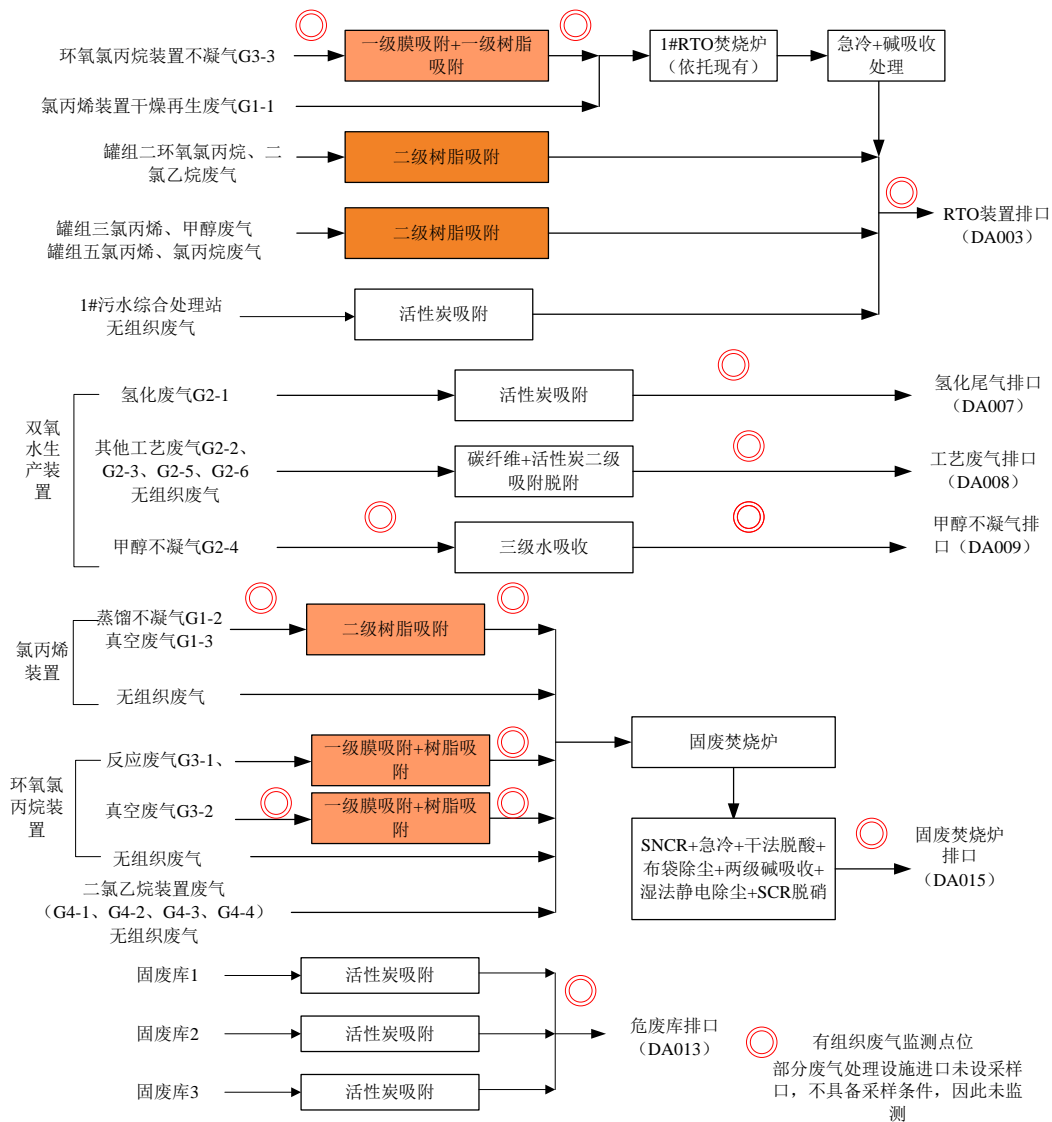 环氧氯丙烷装置不凝气G3-3
一级膜吸附+一级树脂
吸附
1#RTO焚烧炉
（依托现有）
急冷+碱吸收
处理
氯丙烯装置干燥再生废气G1-1
罐组二环氧氯丙烷、二
氯乙烷废气
二级树脂吸附
罐组三氯丙烯、甲醇废气
罐组五氯丙烯、氯丙烷废气
二级树脂吸附
RTO装置排口
（DA003）
1#污水综合处理站
无组织废气
活性炭吸附
双氧
水生
产装
置
氢化废气G2-1
活性炭吸附
氢化尾气排口
（DA007）
其他工艺废气G2-2、
G2-3、G2-5、G2-6
无组织废气
碳纤维+活性炭二级
吸附脱附
工艺废气排口
（DA008）
甲醇不凝气G2-4
三级水吸收
甲醇不凝气排
口（DA009）
氯丙烯
装置
蒸馏不凝气G1-2
真空废气G1-3
二级树脂吸附
无组织废气
环氧氯
丙烷装
置
反应废气G3-1、
一级膜吸附+树脂吸
附
真空废气G3-2
一级膜吸附+树脂吸
附
无组织废气
二氯乙烷装置废气
（G4-1、G4-2、G4-3、G4-4）
无组织废气
固废焚烧炉
SNCR+急冷+干法脱酸+
布袋除尘+两级碱吸收+
湿法静电除尘+SCR脱硝
固废焚烧炉
排口
（DA015）
固废库1
活性炭吸附
固废库2
活性炭吸附
固废库3
活性炭吸附
危废库排口
（DA013）
有组织废气监测点位
部分废气处理设施进口未设采样
口，不具备采样条件，因此未监
测